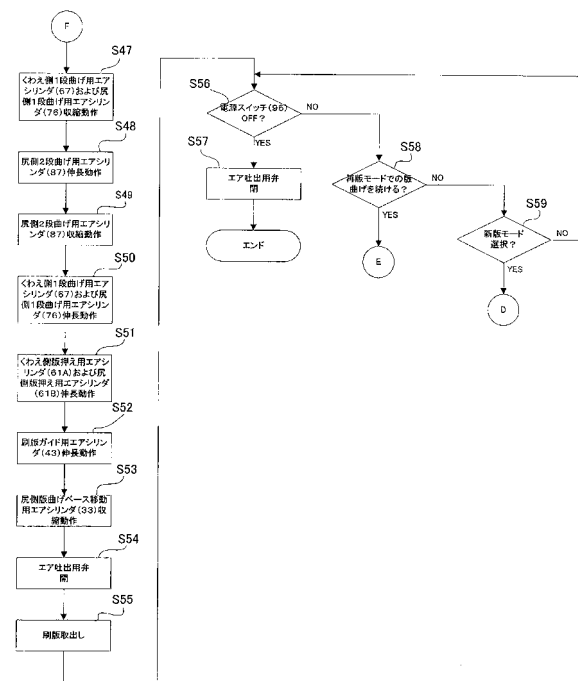 F
S47
くわえ側1段曲げ用エア
シリンダ(67)および尻
側1段曲げ用エアシリンダ
(76)収縮動作
S48
尻側2段曲げ用エアシリ
ンダ(87)伸長動作
S49
尻側2段曲げ用エアシリ
ンダ(87)収縮動作
S50
くわえ側1段曲げ用エア
シリンダ(67)および尻
側1段曲げ用エアシリン
ダ(76)伸長動作
S51
くわえ側版押え用エアシ
リンダ(61A)および尻
側版押え用エアシリンダ
(61B)伸長動作
S52
刷版ガイド用エアシリン
ダ(43)伸長動作
S53
尻側版曲げベース移動
用エアシリンダ(33)収
縮動作
S54
エア吐出用弁
閉
S55
刷版取出し
S56
電源スイッチ(96)
OFF?
NO
YES
S57
エア吐出用弁
閉
エンド
S58
再版モードでの版
曲げを続ける?
NO
YES
E
S59
新版モード
選択?
NO
YES
D